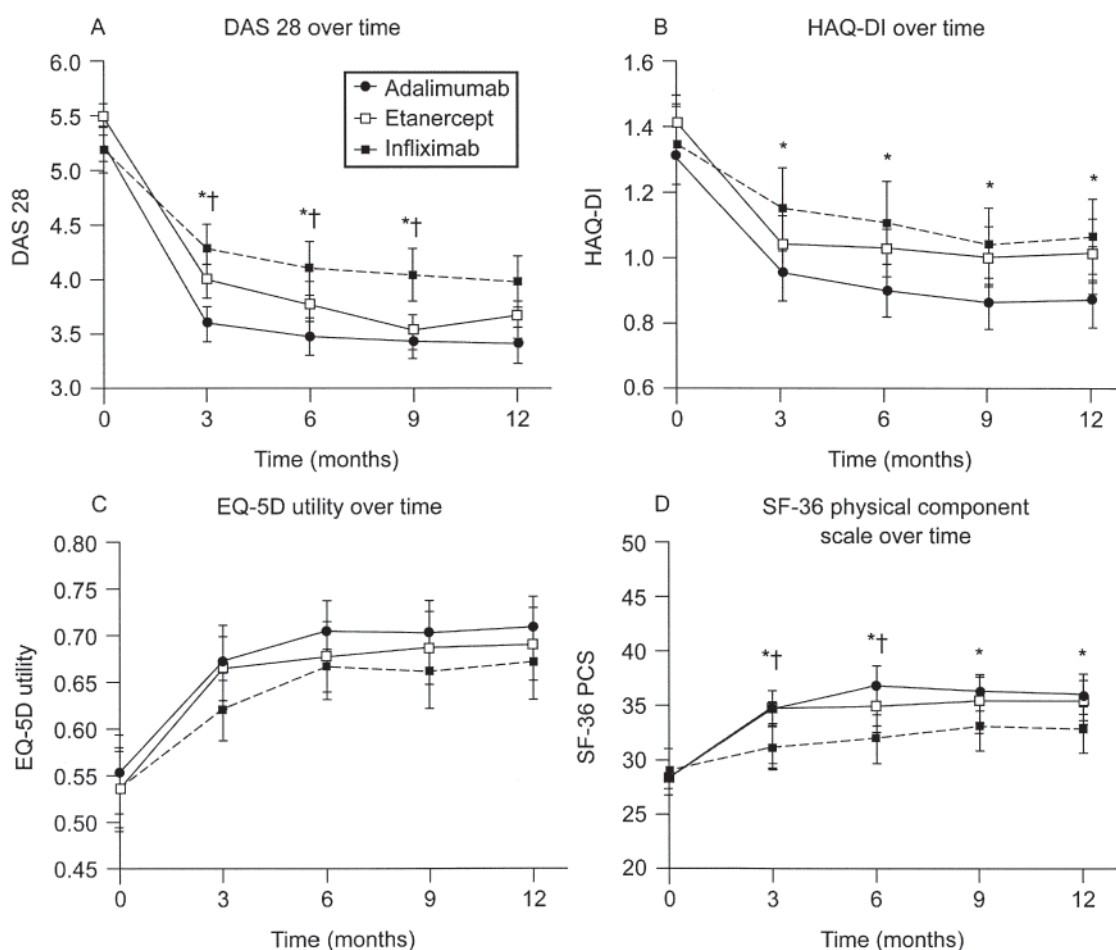 A
DAS 28 over time
6.0
5.5
5.0
4.5
4.0
3.5
3.0
DAS 28
Adalimumab
Etanercept
Infliximab
*†
*†
*†
0 3 6 9 12
Time (months)
B
HAQ-DI over time
1.6
1.4
1.2
1.0
0.8
0.6
HAQ-DI
* * * *
0 3 6 9 12
Time (months)
C
EQ-5D utility over time
0.80
0.75
0.70
0.65
0.60
0.55
0.50
0.45
EQ-5D utility
0 3 6 9 12
Time (months)
D
SF-36 physical component
scale over time
50
45
40
35
30
25
20
SF-36 PCS
*† *† * *
0 3 6 9 12
Time (months)